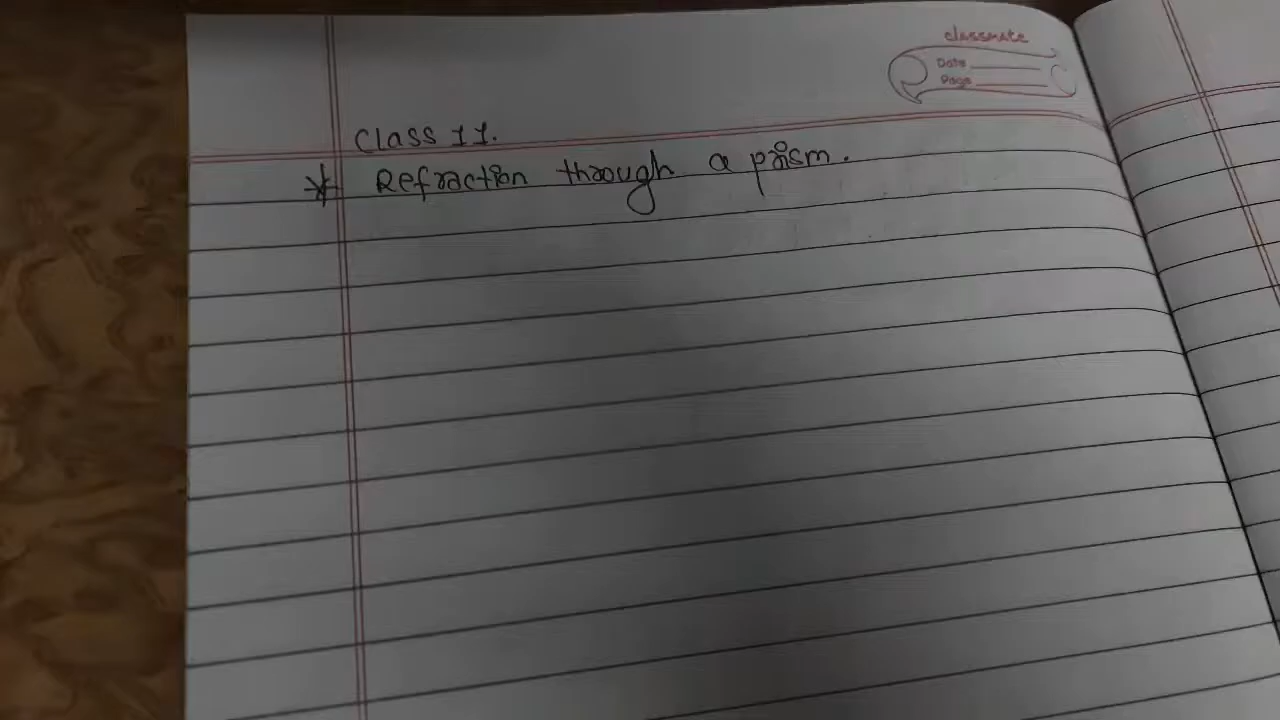 classmate
Date
Page
Class 11.
* Refraction through a prism.